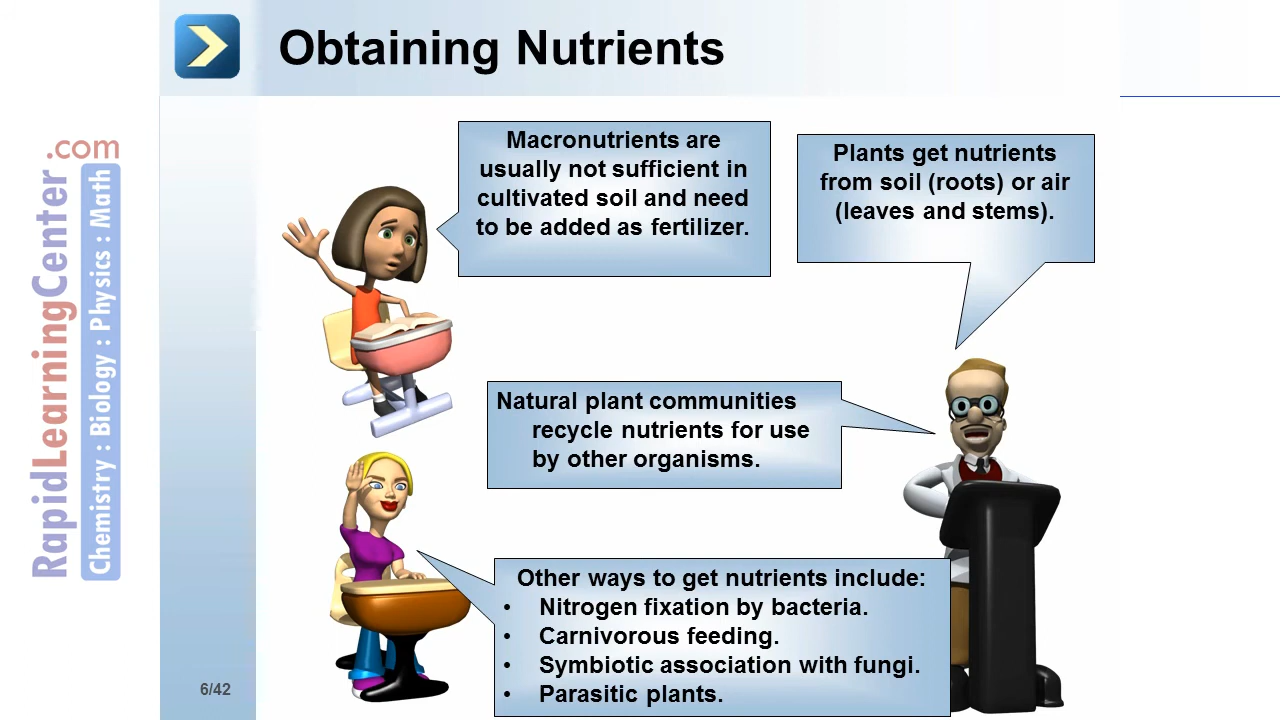 Obtaining Nutrients
Macronutrients are
usually not sufficient in
cultivated soil and need
to be added as fertilizer.
Plants get nutrients
from soil (roots) or air
(leaves and stems).
Natural plant communities
recycle nutrients for use
by other organisms.
Other ways to get nutrients include:
• Nitrogen fixation by bacteria.
• Carnivorous feeding.
• Symbiotic association with fungi.
• Parasitic plants.
RapidLearningCenter.com
Chemistry : Biology : Physics : Math
6/42